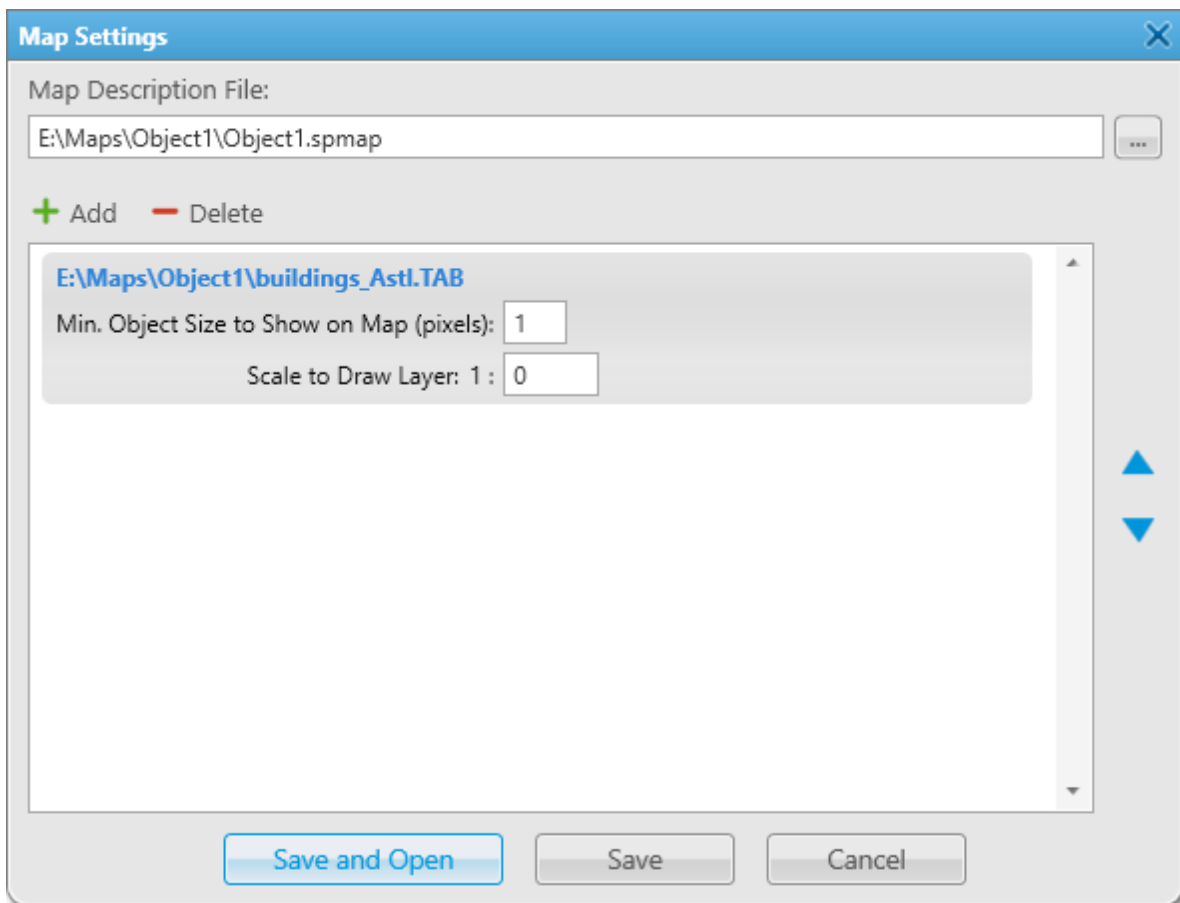 Map Settings
Map Description File:
E:\Maps\Object1\Object1.spmap
...
Add Delete
E:\Maps\Object1\buildings_Astl.TAB
Min. Object Size to Show on Map (pixels): 1
Scale to Draw Layer: 1 : 0
Save and Open Save Cancel